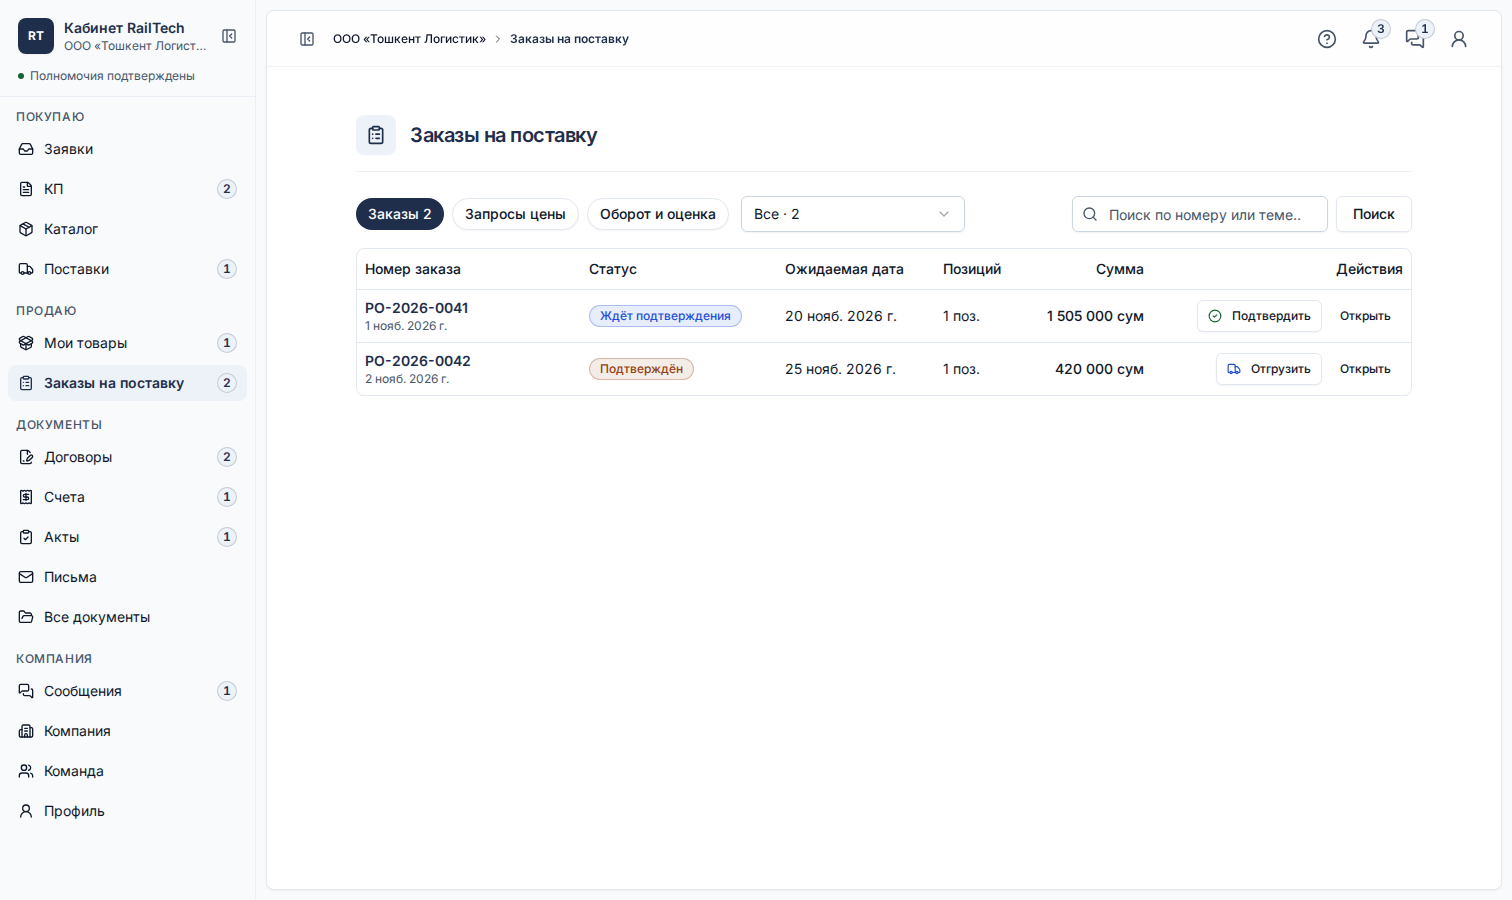 RT
Кабинет RailTech
ООО «Тошкент Логист...
Полномочия подтверждены
ПОКУПАЮ
Заявки
КП 2
Каталог
Поставки 1
ПРОДАЮ
Мои товары 1
Заказы на поставку 2
ДОКУМЕНТЫ
Договоры 2
Счета 1
Акты 1
Письма
Все документы
КОМПАНИЯ
Сообщения 1
Компания
Команда
Профиль
ООО «Тошкент Логистик» > Заказы на поставку
3 1
Заказы на поставку
Заказы 2 Запросы цены Оборот и оценка Все · 2 Поиск по номеру или теме.. Поиск
Номер заказа Статус Ожидаемая дата Позиций Сумма Действия
PO-2026-0041 Ждёт подтверждения 20 нояб. 2026 г. 1 поз. 1 505 000 сум Подтвердить Открыть
1 нояб. 2026 г.
PO-2026-0042 Подтверждён 25 нояб. 2026 г. 1 поз. 420 000 сум Отгрузить Открыть
2 нояб. 2026 г.